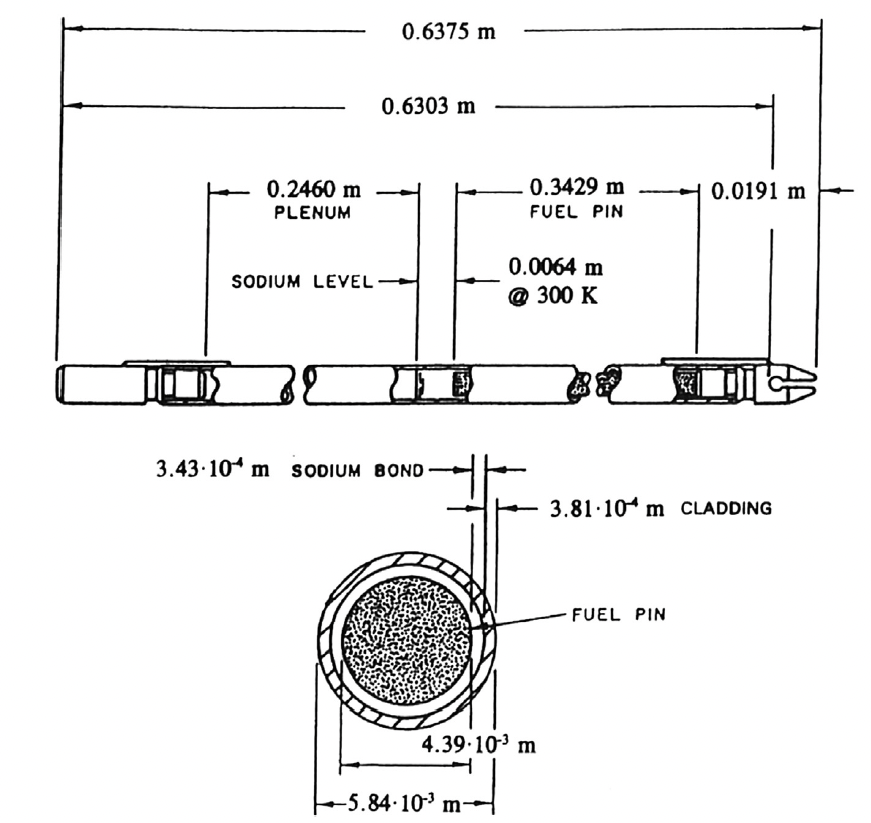 0.6375 m
0.6303 m
0.2460 m
PLENUM
0.3429 m
FUEL PIN
0.0191 m
SODIUM LEVEL
0.0064 m
@ 300 K
3.43·10⁻⁴ m SODIUM BOND
3.81·10⁻⁴ m CLADDING
FUEL PIN
4.39·10⁻³ m
5.84·10⁻³ m